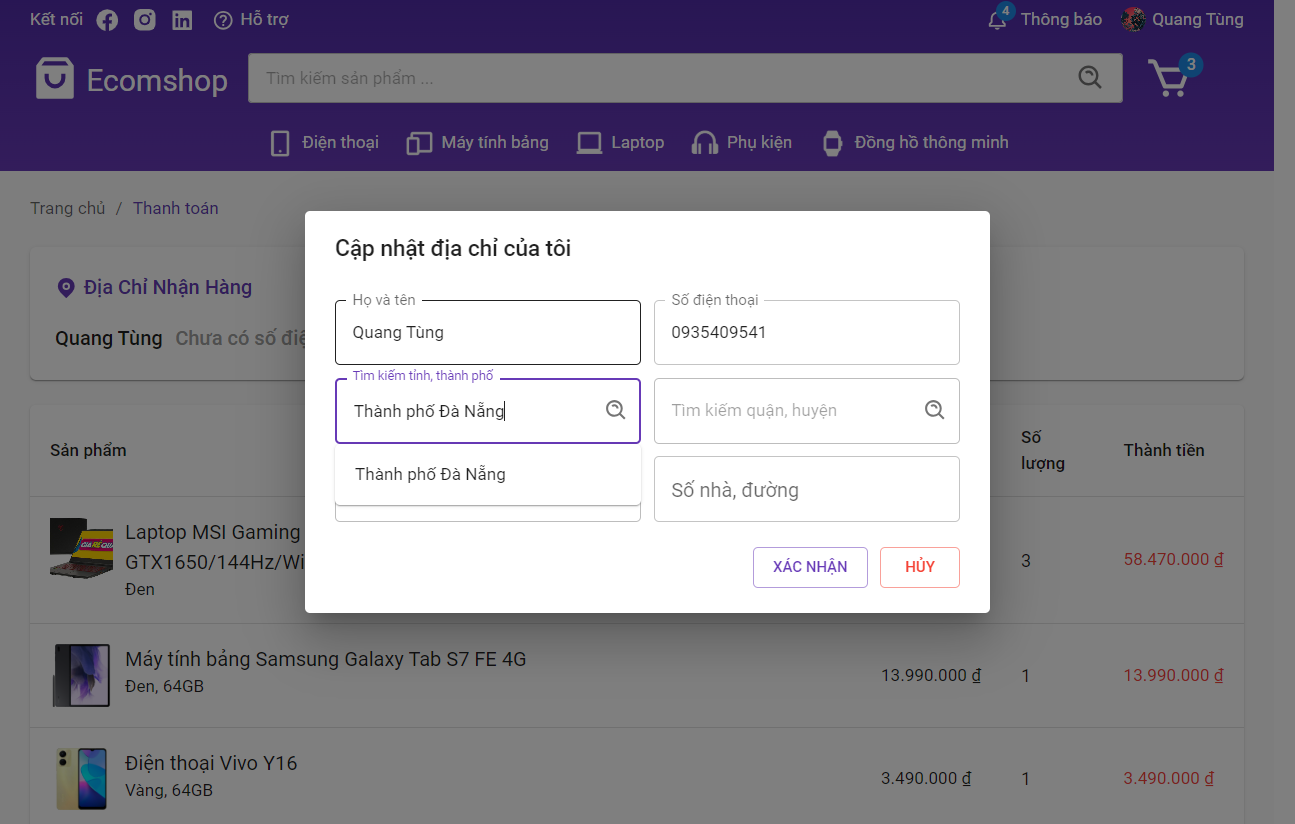 Kết nối Hỗ trợ 4 Thông báo Quang Tùng
Ecomshop Tìm kiếm sản phẩm ... 3
Điện thoại Máy tính bảng Laptop Phụ kiện Đồng hồ thông minh
Trang chủ / Thanh toán
Cập nhật địa chỉ của tôi
Địa Chỉ Nhận Hàng
Họ và tên Số điện thoại
Quang Tùng 0935409541
Quang Tùng Chưa có số
Tìm kiếm tỉnh, thành phố
Thành phố Đà Nẵng Tìm kiếm quận, huyện
Thành phố Đà Nẵng
Số nhà, đường
XÁC NHẬN HỦY
Sản phẩm Số lượng Thành tiền
Laptop MSI Gaming
GTX1650/144Hz/Wi
Đen
3 58.470.000 ₫
Máy tính bảng Samsung Galaxy Tab S7 FE 4G
Đen, 64GB
13.990.000 ₫ 1 13.990.000 ₫
Điện thoại Vivo Y16
Vàng, 64GB
3.490.000 ₫ 1 3.490.000 ₫